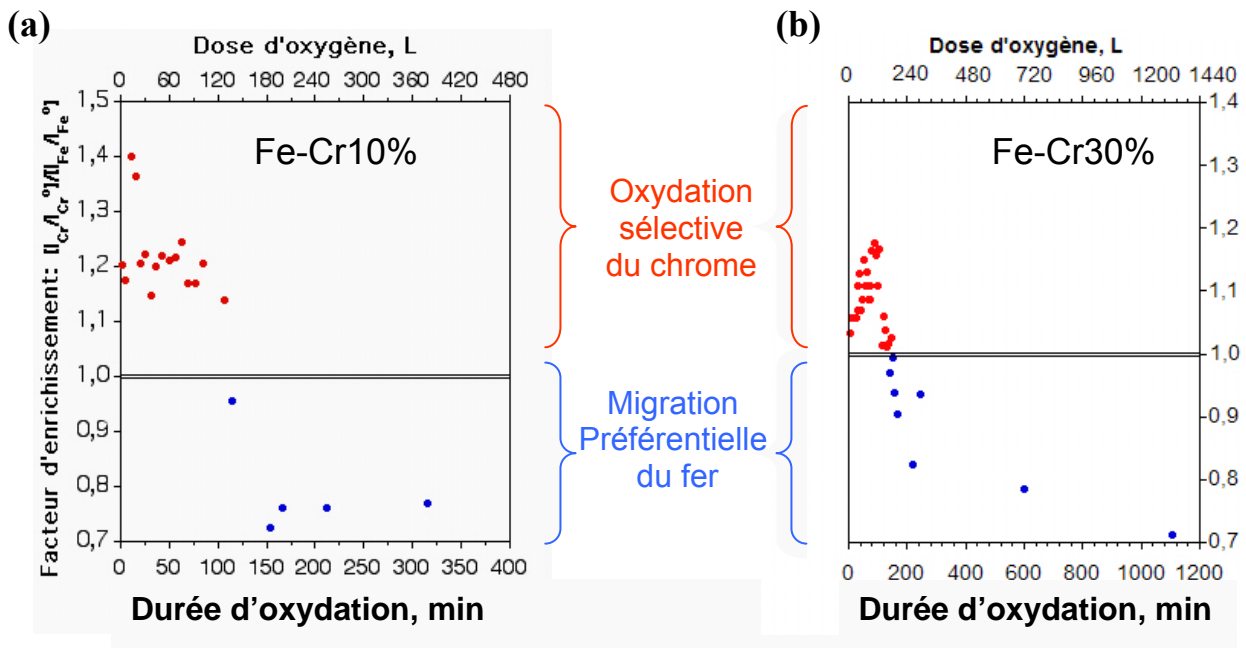 (a)
Dose d'oxygène, L
0 60 120 180 240 300 360 420 480
Facteur d'enrichissement: [I_Cr/I_Cr⁰]/[I_Fe/I_Fe⁰]
1,5
1,4
1,3
1,2
1,1
1,0
0,9
0,8
0,7
Fe-Cr10%
0 50 100 150 200 250 300 350 400
Durée d'oxydation, min
Oxydation
sélective
du chrome
Migration
Préférentielle
du fer
(b)
Dose d'oxygène, L
0 240 480 720 960 1200 1440
Fe-Cr30%
1,4
1,3
1,2
1,1
1,0
0,9
0,8
0,7
0 200 400 600 800 1000 1200
Durée d'oxydation, min